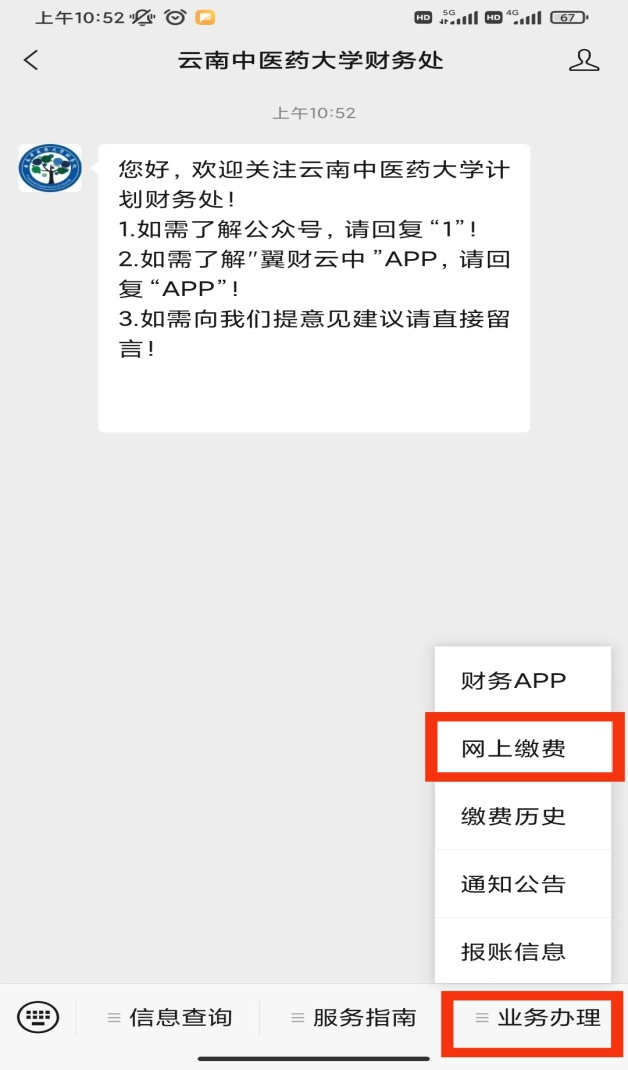 上午10:52
HD 5G HD 4G 67
云南中医药大学财务处
上午10:52
您好，欢迎关注云南中医药大学计
划财务处！
1.如需了解公众号，请回复“1”！
2.如需了解”翼财云中 ”APP，请回
复“APP”！
3.如需向我们提意见建议请直接留
言！
财务APP
网上缴费
缴费历史
通知公告
报账信息
信息查询
服务指南
业务办理